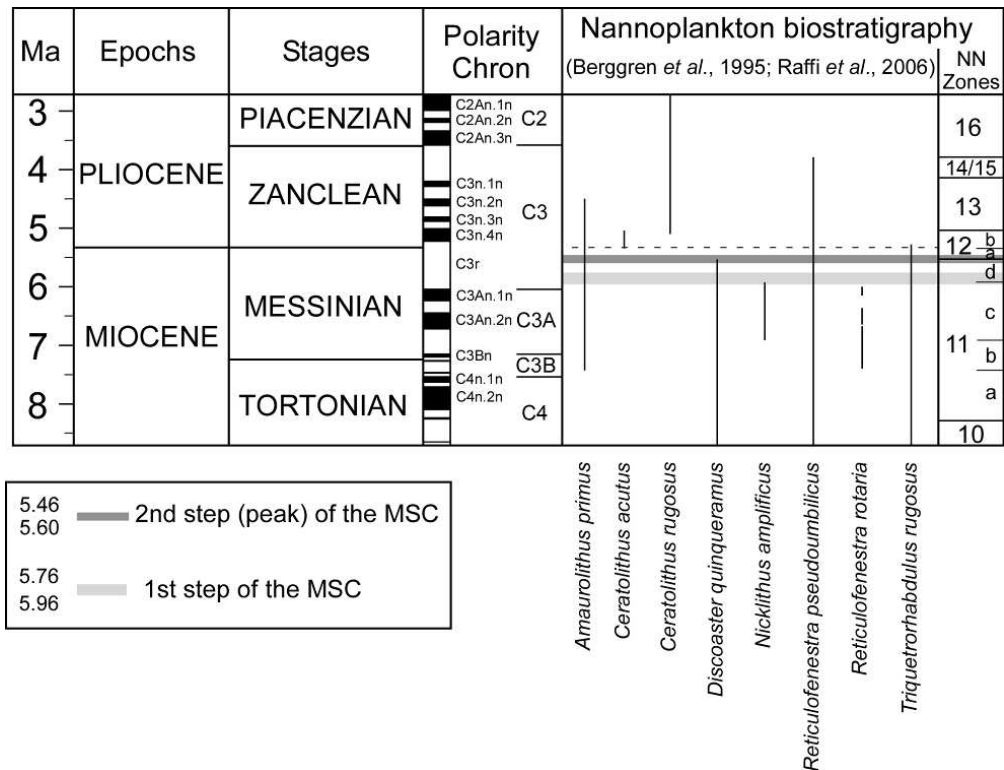 Ma
Epochs
Stages
Polarity
Chron
Nannoplankton biostratigraphy
(Berggren et al., 1995; Raffi et al., 2006)
NN
Zones
3
4
5
6
7
8
PLIOCENE
MIOCENE
PIACENZIAN
ZANCLEAN
MESSINIAN
TORTONIAN
C2An.1n
C2An.2n
C2An.3n
C3n.1n
C3n.2n
C3n.3n
C3n.4n
C3r
C3An.1n
C3An.2n
C3Bn
C4n.1n
C4n.2n
C2
C3
C3A
C3B
C4
16
14/15
13
12
b
a
d
c
11
b
a
10
Amaurolithus primus
Ceratolithus acutus
Ceratolithus rugosus
Discoaster quinqueramus
Nicklithus amplificus
Reticulofenestra pseudoumbilicus
Reticulofenestra rotaria
Triquetrorhabdulus rugosus
5.46
5.60
2nd step (peak) of the MSC
5.76
5.96
1st step of the MSC